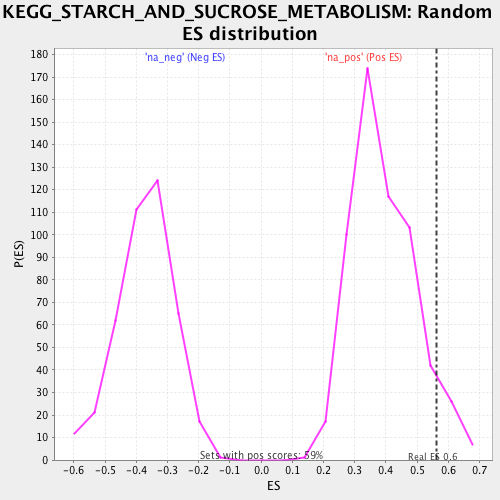 KEGG_STARCH_AND_SUCROSE_METABOLISM: Random
ES distribution
'na_neg' (Neg ES)
'na_pos' (Pos ES)
180
170
160
150
140
130
120
110
100
90
80
70
60
50
40
30
20
10
0
P(ES)
Sets with pos scores: 59%
Real ES 0.6
-0.6 -0.5 -0.4 -0.3 -0.2 -0.1 0.0 0.1 0.2 0.3 0.4 0.5 0.6 0.7
ES